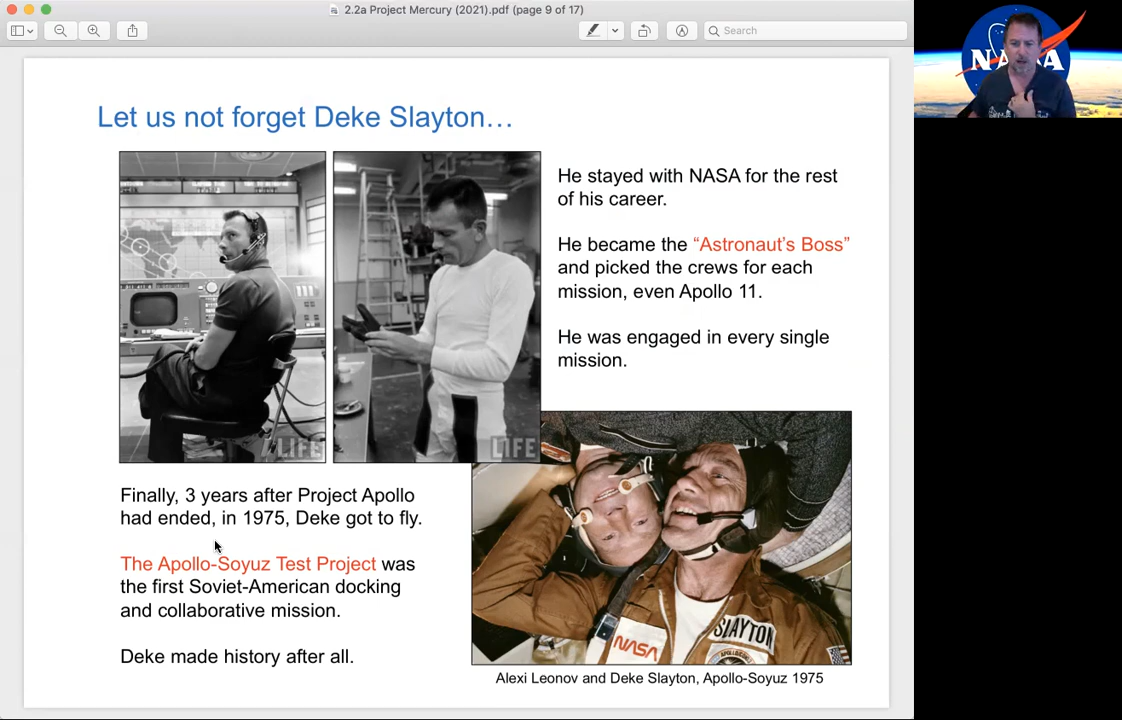 2.2a Project Mercury (2021).pdf (page 9 of 17)
Search
NASA
Let us not forget Deke Slayton…
LIFE
LIFE
He stayed with NASA for the rest
of his career.
He became the “Astronaut’s Boss”
and picked the crews for each
mission, even Apollo 11.
He was engaged in every single
mission.
Finally, 3 years after Project Apollo
had ended, in 1975, Deke got to fly.
The Apollo-Soyuz Test Project was
the first Soviet-American docking
and collaborative mission.
Deke made history after all.
SLAYTON
NASA
Alexi Leonov and Deke Slayton, Apollo-Soyuz 1975